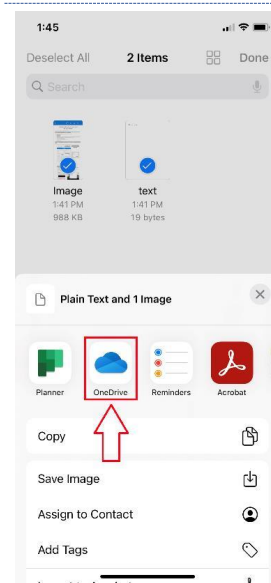 1:45
Deselect All 2 Items Done
Search
Image text
1:41 PM 1:41 PM
988 KB 19 bytes
Plain Text and 1 Image
Planner OneDrive Reminders Acrobat
Copy
Save Image
Assign to Contact
Add Tags